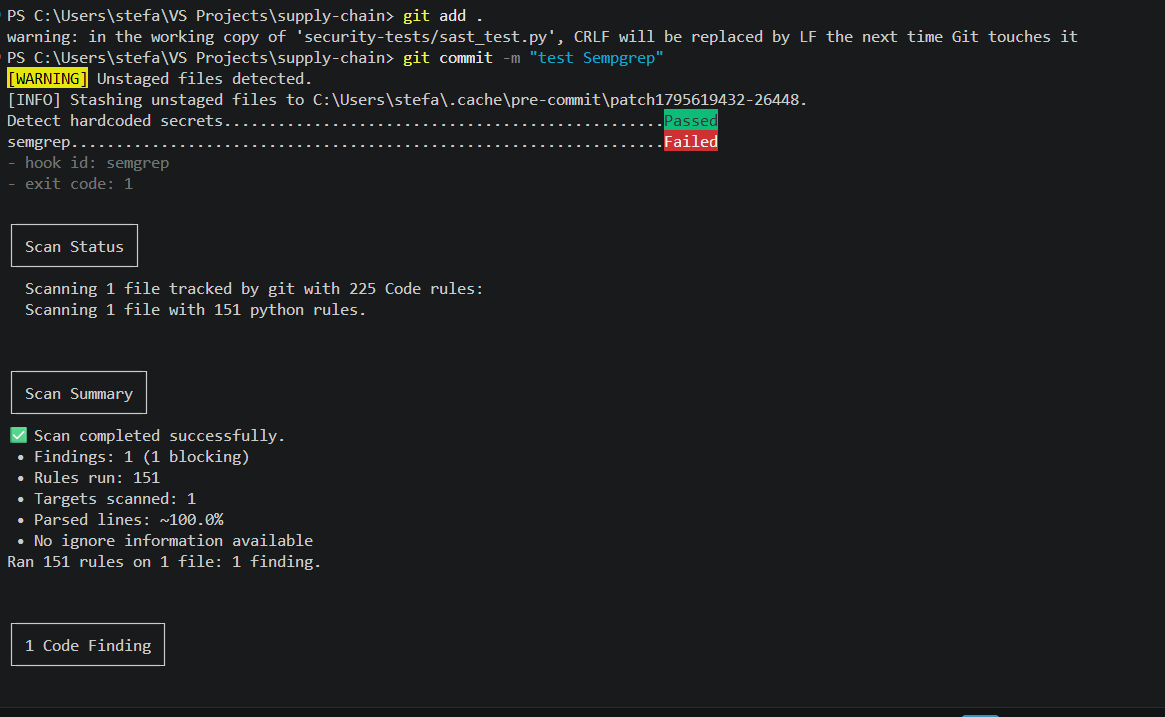 PS C:\Users\stefa\VS Projects\supply-chain> git add .
warning: in the working copy of 'security-tests/sast_test.py', CRLF will be replaced by LF the next time Git touches it
PS C:\Users\stefa\VS Projects\supply-chain> git commit -m "test Sempgrep"
[WARNING] Unstaged files detected.
[INFO] Stashing unstaged files to C:\Users\stefa\.cache\pre-commit\patch1795619432-26448.
Detect hardcoded secrets.................................................Passed
semgrep..................................................................Failed
- hook id: semgrep
- exit code: 1
Scan Status
Scanning 1 file tracked by git with 225 Code rules:
Scanning 1 file with 151 python rules.
Scan Summary
✅ Scan completed successfully.
• Findings: 1 (1 blocking)
• Rules run: 151
• Targets scanned: 1
• Parsed lines: ~100.0%
• No ignore information available
Ran 151 rules on 1 file: 1 finding.
1 Code Finding